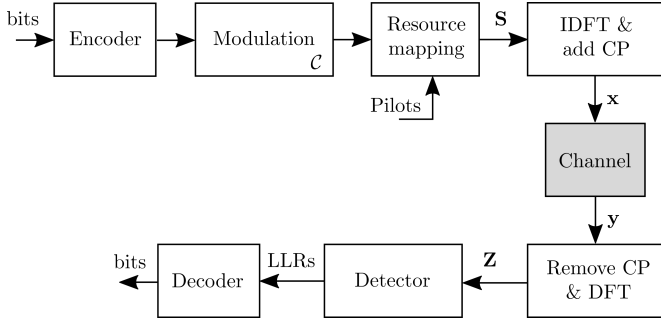 bits
Encoder
Modulation
𝒞
Resource
mapping
S
IDFT &
add CP
Pilots
x
Channel
y
bits
Decoder
LLRs
Detector
Z
Remove CP
& DFT